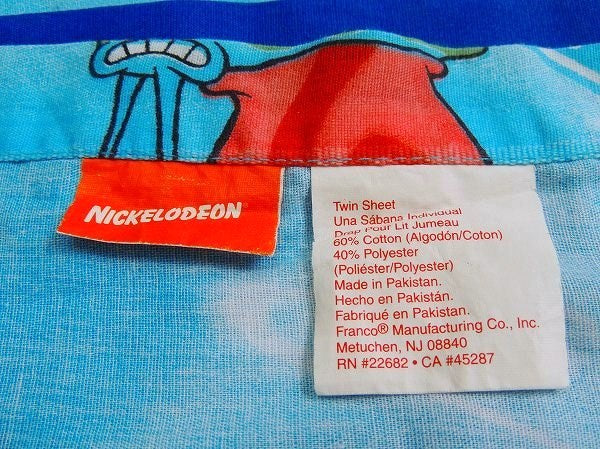 NICKELODEON
Twin Sheet
Una Sábana Individual
Drap Pour Lit Jumeau
60% Cotton (Algodón/Coton)
40% Polyester
(Poliéster/Polyester)
Made in Pakistan.
Hecho en Pakistán.
Fabriqué en Pakistan.
Franco® Manufacturing Co., Inc.
Metuchen, NJ 08840
RN #22682 • CA #45287